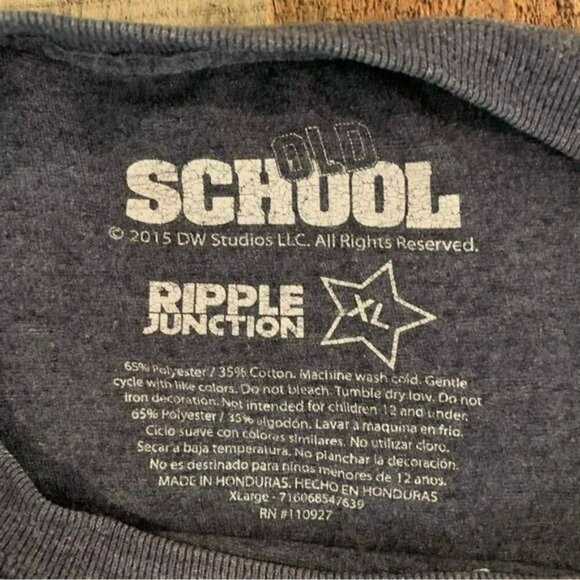 OLD
SCHOOL
© 2015 DW Studios LLC. All Rights Reserved.
RIPPLE
JUNCTION
XL
65% Polyester / 35% Cotton. Machine wash cold. Gentle
cycle with like colors. Do not bleach. Tumble dry low. Do not
iron decoration. Not intended for children 12 and under.
65% Polyester / 35% algodón. Lavar a maquina en frio.
Ciclo suave con colores similares. No utilizar cloro.
Secar a baja temperatura. No planchar la decoración.
No es destinado para ninos menores de 12 anos.
MADE IN HONDURAS. HECHO EN HONDURAS
XLarge - 716068547639
RN #110927